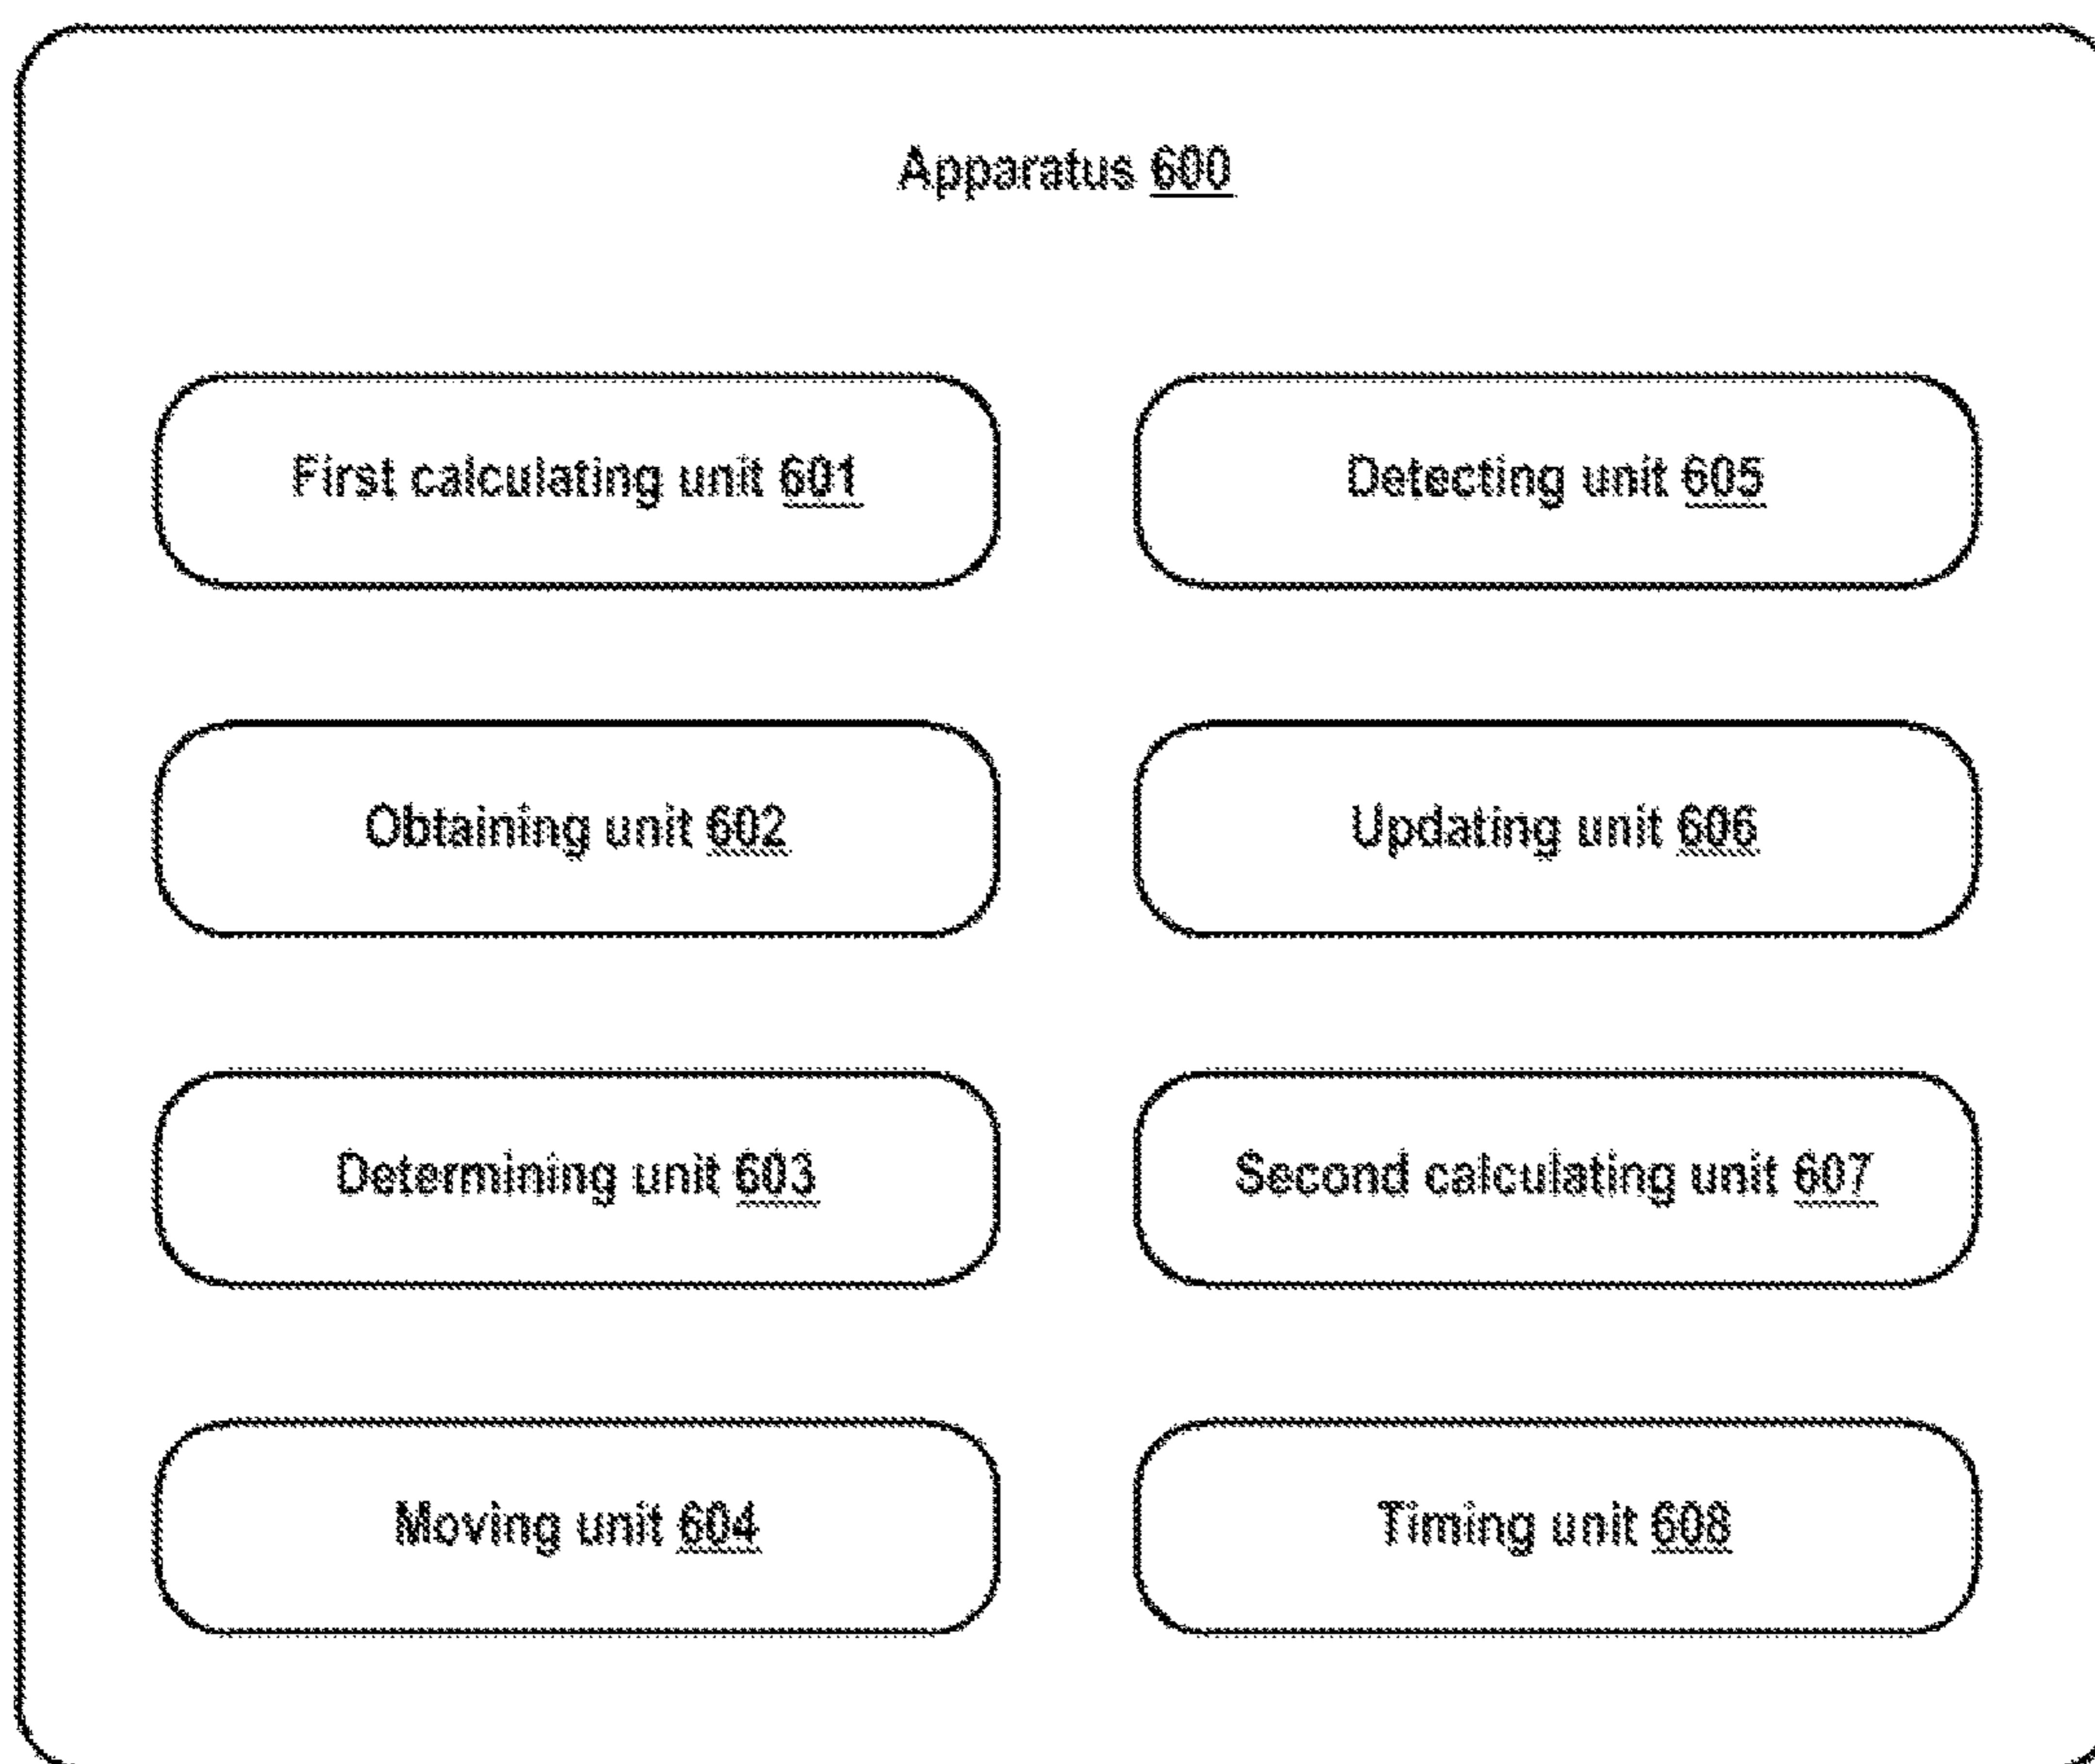 Apparatus 600
First calculating unit 601
Detecting unit 605
Obtaining unit 602
Updating unit 606
Determining unit 603
Second calculating unit 607
Moving unit 604
Timing unit 608